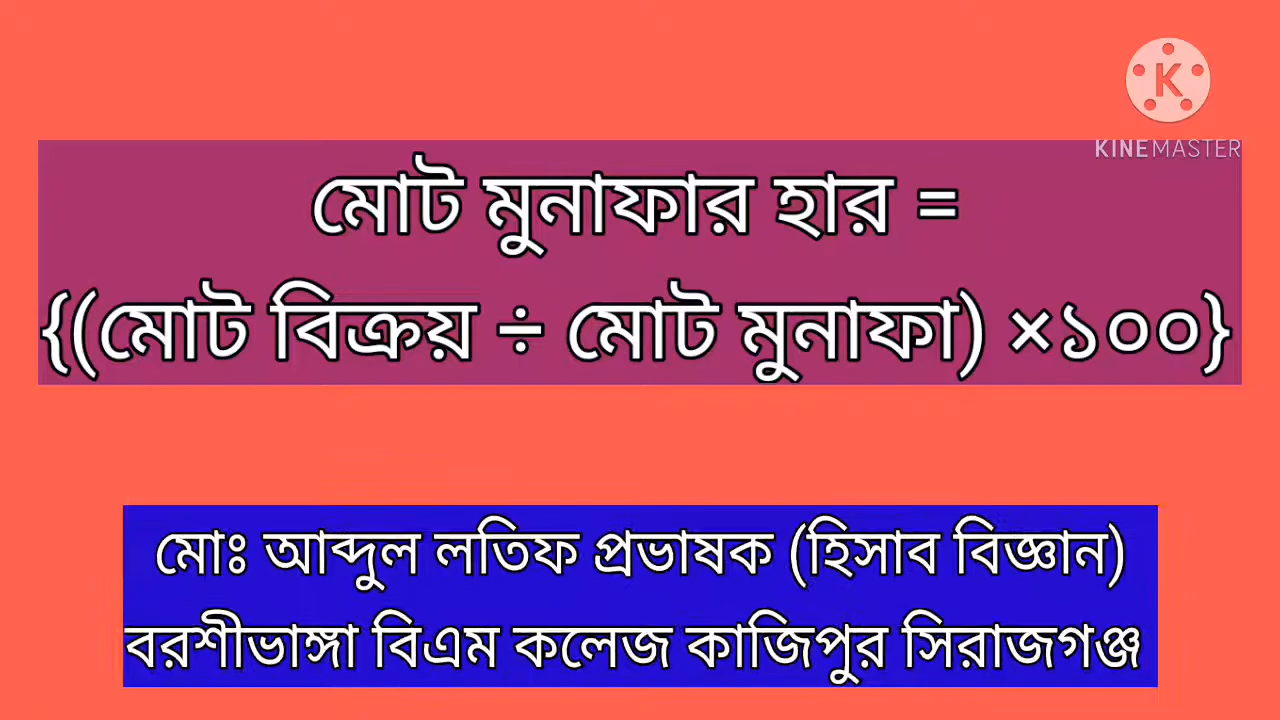 KINEMASTER
মোট মুনাফার হার =
{(মোট বিক্রয় ÷ মোট মুনাফা) ×১০০}
মোঃ আব্দুল লতিফ প্রভাষক (হিসাব বিজ্ঞান)
বরশীভাঙ্গা বিএম কলেজ কাজিপুর সিরাজগঞ্জ